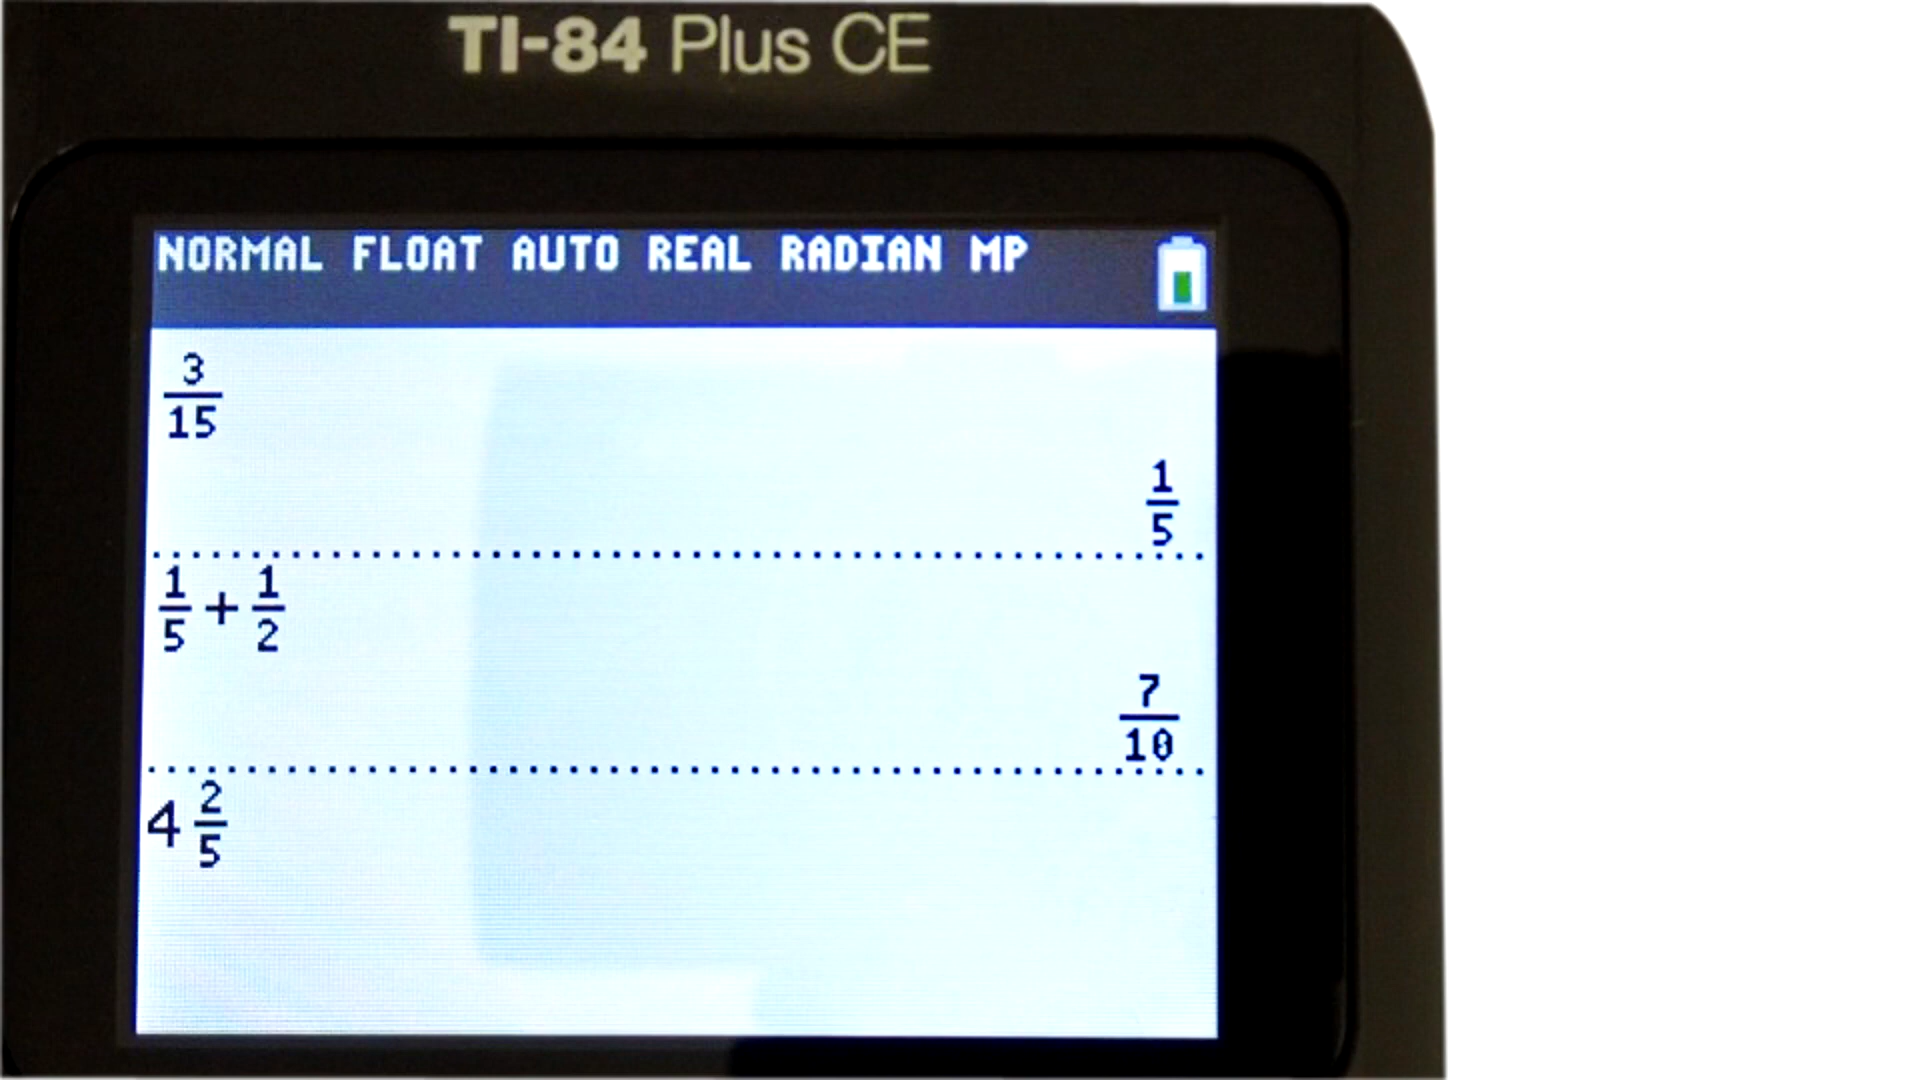 TI-84 Plus CE
NORMAL FLOAT AUTO REAL RADIAN MP
3/15
1/5
1/5 + 1/2
7/10
4 2/5